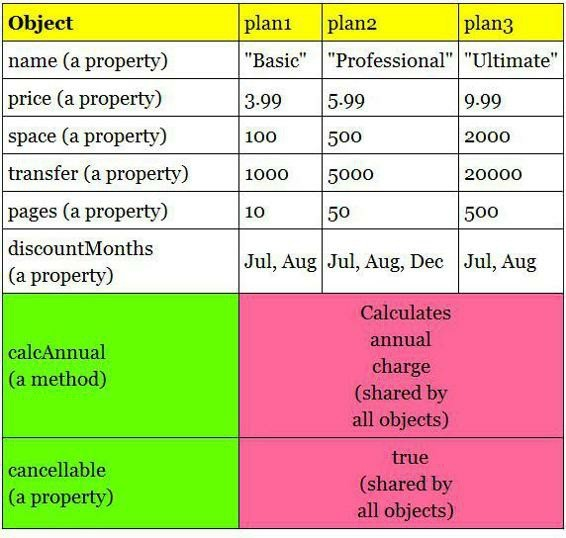 Object plan1 plan2 plan3
name (a property) "Basic" "Professional" "Ultimate"
price (a property) 3.99 5.99 9.99
space (a property) 100 500 2000
transfer (a property) 1000 5000 20000
pages (a property) 10 50 500
discountMonths
(a property) Jul, Aug Jul, Aug, Dec Jul, Aug
calcAnnual
(a method)
Calculates
annual
charge
(shared by
all objects)
cancellable
(a property)
true
(shared by
all objects)